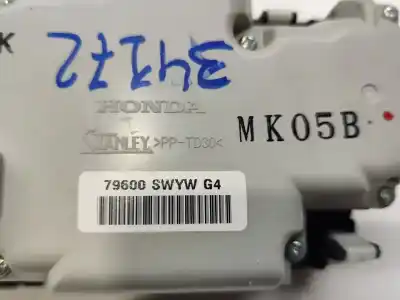 K
34172
HONDA
STANLEY >PP-TD30<
MK05B
79600 SWYW G4